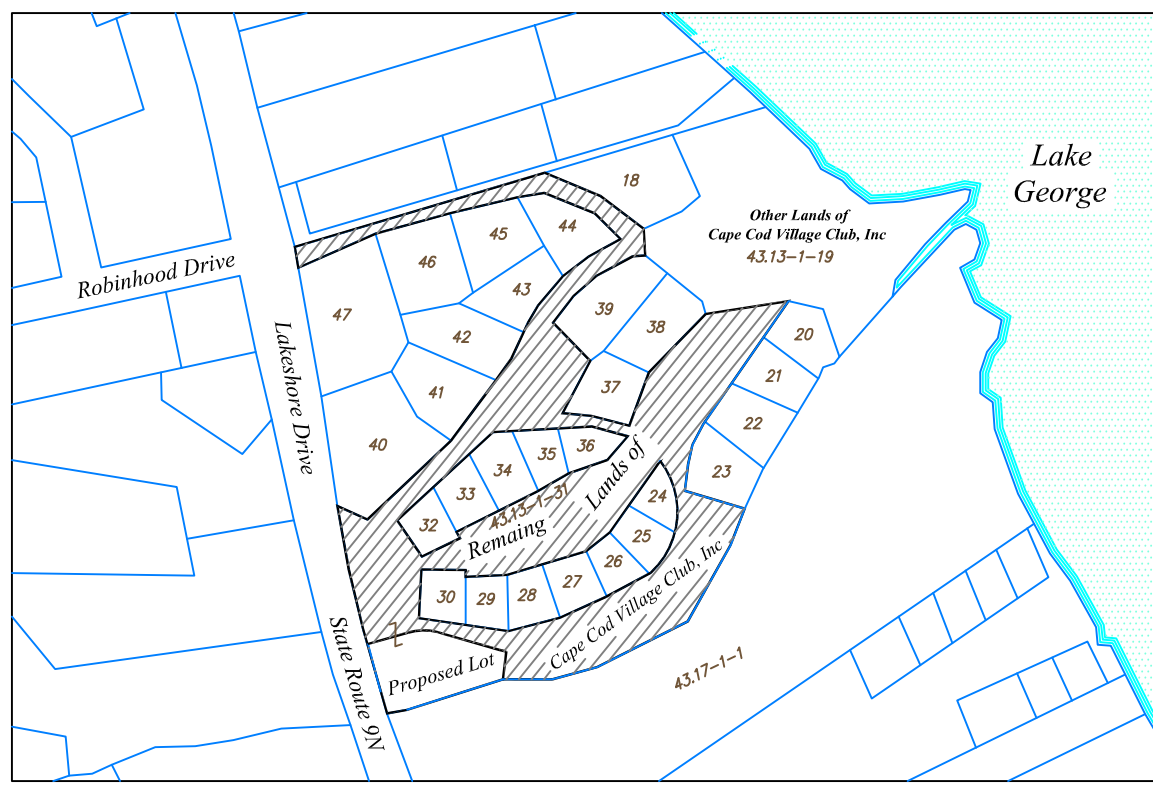 Lake
George
18
Other Lands of
Cape Cod Village Club, Inc
43.13-1-19
44
45
46
43
47
42
41
40
39
38
37
20
21
22
23
Robinhood Drive
Lakeshore Drive
36
35
34
33
32
43.13-1-31
Remaing
Lands of
24
25
26
27
28
29
30
Cape Cod Village Club, Inc
Proposed Lot
State Route 9N
43.17-1-1
Z